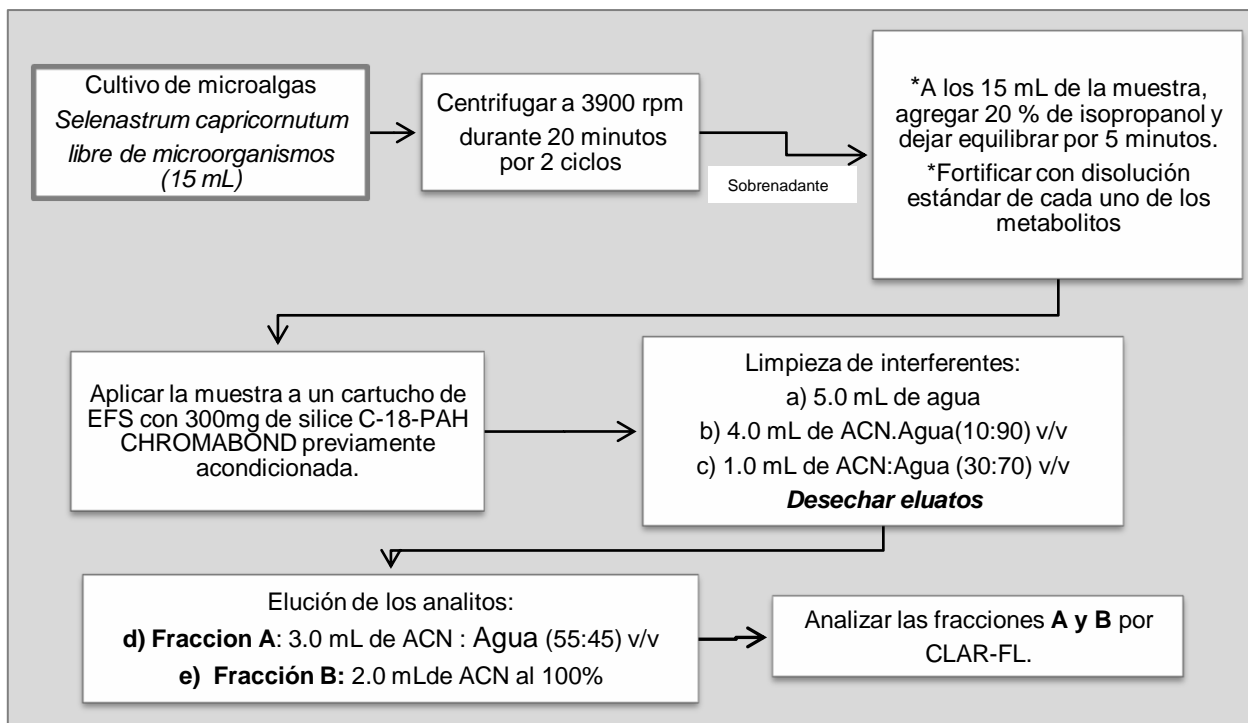 Cultivo de microalgas
Selenastrum capricornutum
libre de microorganismos
(15 mL)
Centrifugar a 3900 rpm
durante 20 minutos
por 2 ciclos
Sobrenadante
*A los 15 mL de la muestra,
agregar 20 % de isopropanol y
dejar equilibrar por 5 minutos.
*Fortificar con disolución
estándar de cada uno de los
metabolitos
Aplicar la muestra a un cartucho de
EFS con 300mg de silice C-18-PAH
CHROMABOND previamente
acondicionada.
Limpieza de interferentes:
a) 5.0 mL de agua
b) 4.0 mL de ACN.Agua(10:90) v/v
c) 1.0 mL de ACN:Agua (30:70) v/v
Desechar eluatos
Elución de los analitos:
d) Fraccion A: 3.0 mL de ACN : Agua (55:45) v/v
e) Fracción B: 2.0 mLde ACN al 100%
Analizar las fracciones A y B por
CLAR-FL.